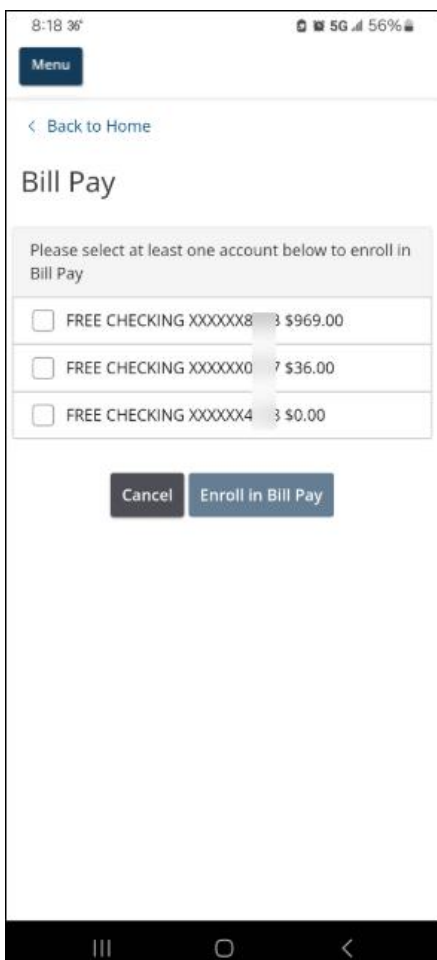 8:18 36° 5G 56%
Menu
< Back to Home
Bill Pay
Please select at least one account below to enroll in
Bill Pay
FREE CHECKING XXXXXX8 3 $969.00
FREE CHECKING XXXXXX0 7 $36.00
FREE CHECKING XXXXXX4 3 $0.00
Cancel Enroll in Bill Pay